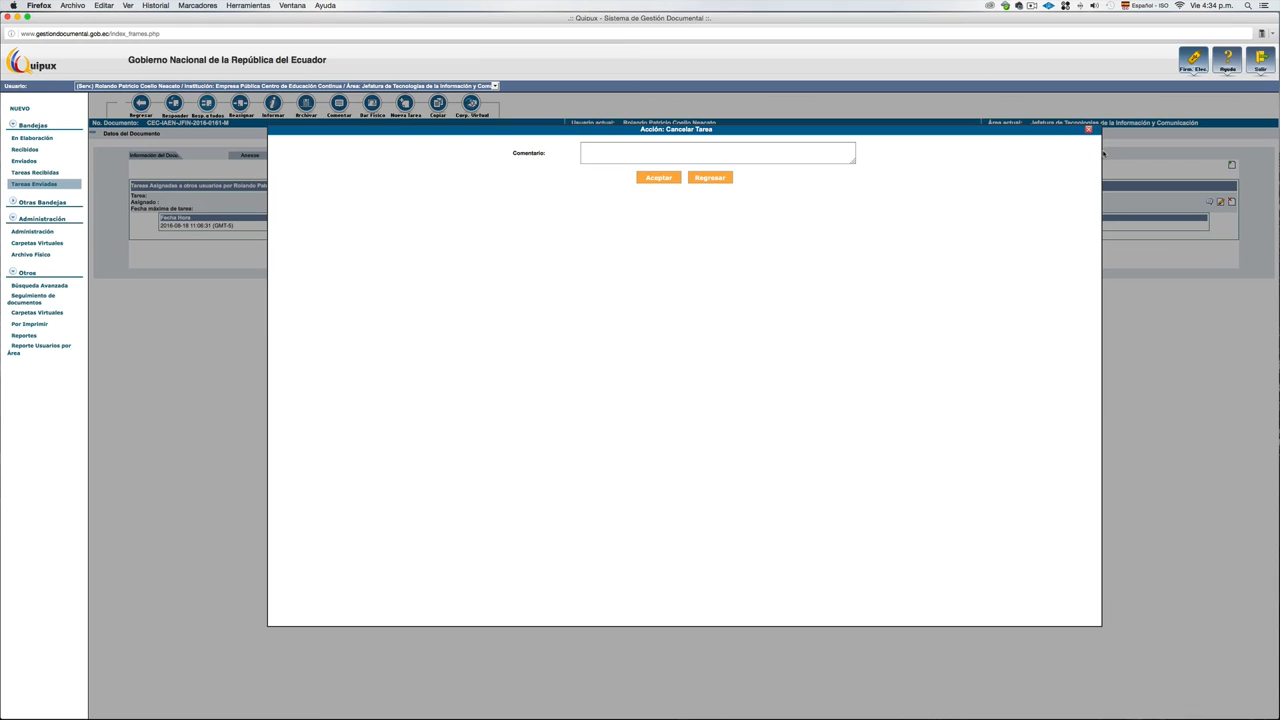 Firefox Archivo Editar Ver Historial Marcadores Herramientas Ventana Ayuda Español - ISO Vie 4:34 p.m.
.:: Quipux - Sistema de Gestión Documental ::.
www.gestiondocumental.gob.ec/index_frames.php
Quipux Gobierno Nacional de la República del Ecuador Firm. Elec Ayuda Salir
Usuario: (Serv.) Rolando Patricio Coello Neacato / Institución: Empresa Pública Centro de Educación Continua / Área: Jefatura de Tecnologías de la Información y Com
Regresar Responder Resp. a todos Reasignar Informar Archivar Comentar Dar Físico Nueva Tarea Copiar Carp. Virtual
No. Documento: CEC-IAEN-JFIN-2016-0161-M Usuario actual: Rolando Patricio Coello Neacato Área actual: Jefatura de Tecnologías de la Información y Comunicación
Datos del Documento
Acción: Cancelar Tarea
Comentario:
Aceptar Regresar
Información del Docu. Anexos
Tareas Asignadas a otros usuarios por Rolando Patr
Tarea:
Asignado :
Fecha máxima de tarea:
Fecha Hora
2016-08-18 11:06:31 (GMT-5)
NUEVO
Bandejas
En Elaboración
Recibidos
Enviados
Tareas Recibidas
Tareas Enviadas
Otras Bandejas
Administración
Administración
Carpetas Virtuales
Archivo Físico
Otros
Búsqueda Avanzada
Seguimiento de
documentos
Carpetas Virtuales
Por Imprimir
Reportes
Reporte Usuarios por
Área